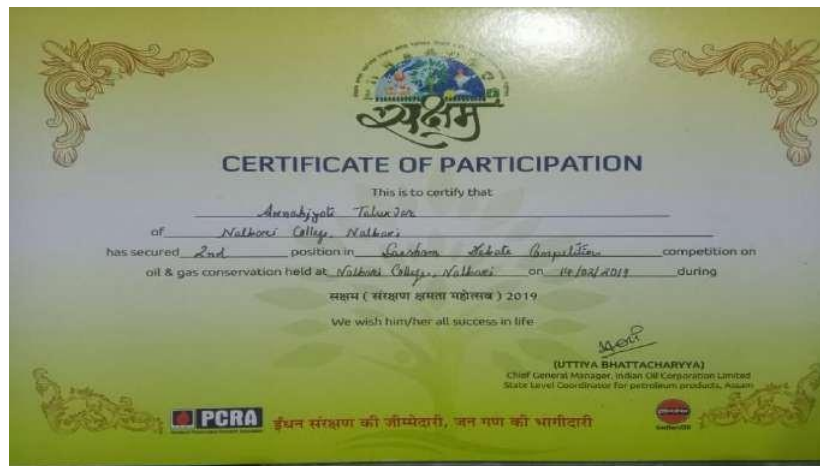 सक्षम
CERTIFICATE OF PARTICIPATION
This is to certify that
Talukdar
of Nalbari College, Nalbari
has secured 2nd position in Saksham Debate Competition competition on
oil & gas conservation held at Nalbari College, Nalbari on 14/02/2019 during
सक्षम ( संरक्षण क्षमता महोत्सव ) 2019
We wish him/her all success in life
(UTTIYA BHATTACHARYYA)
Chief General Manager, Indian Oil Corporation Limited
State Level Coordinator for petroleum products, Assam
PCRA ईंधन संरक्षण की जिम्मेदारी, जन गण की भागीदारी
IndianOil